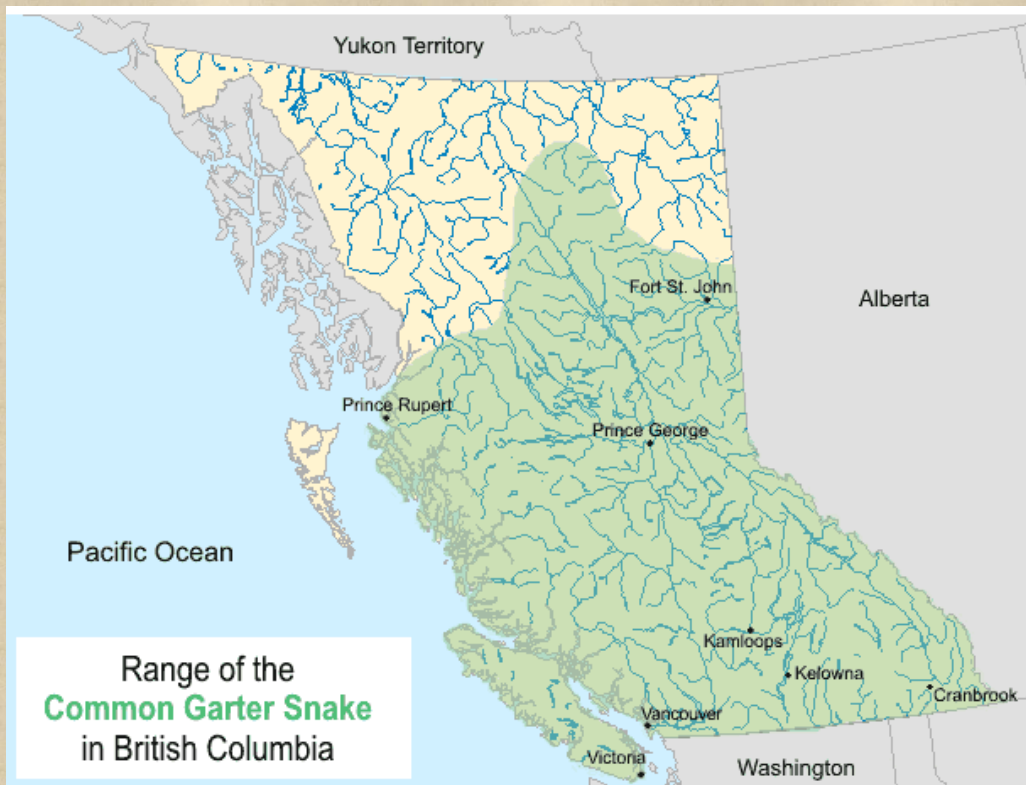 Yukon Territory
Fort St. John
Alberta
Prince Rupert
Prince George
Pacific Ocean
Kamloops
Kelowna
Cranbrook
Vancouver
Victoria
Washington
Range of the
Common Garter Snake
in British Columbia